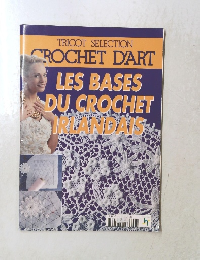 TRICOT SELECTION
CROCHET D'ART
LES BASES
DU CROCHET
IRLANDAIS